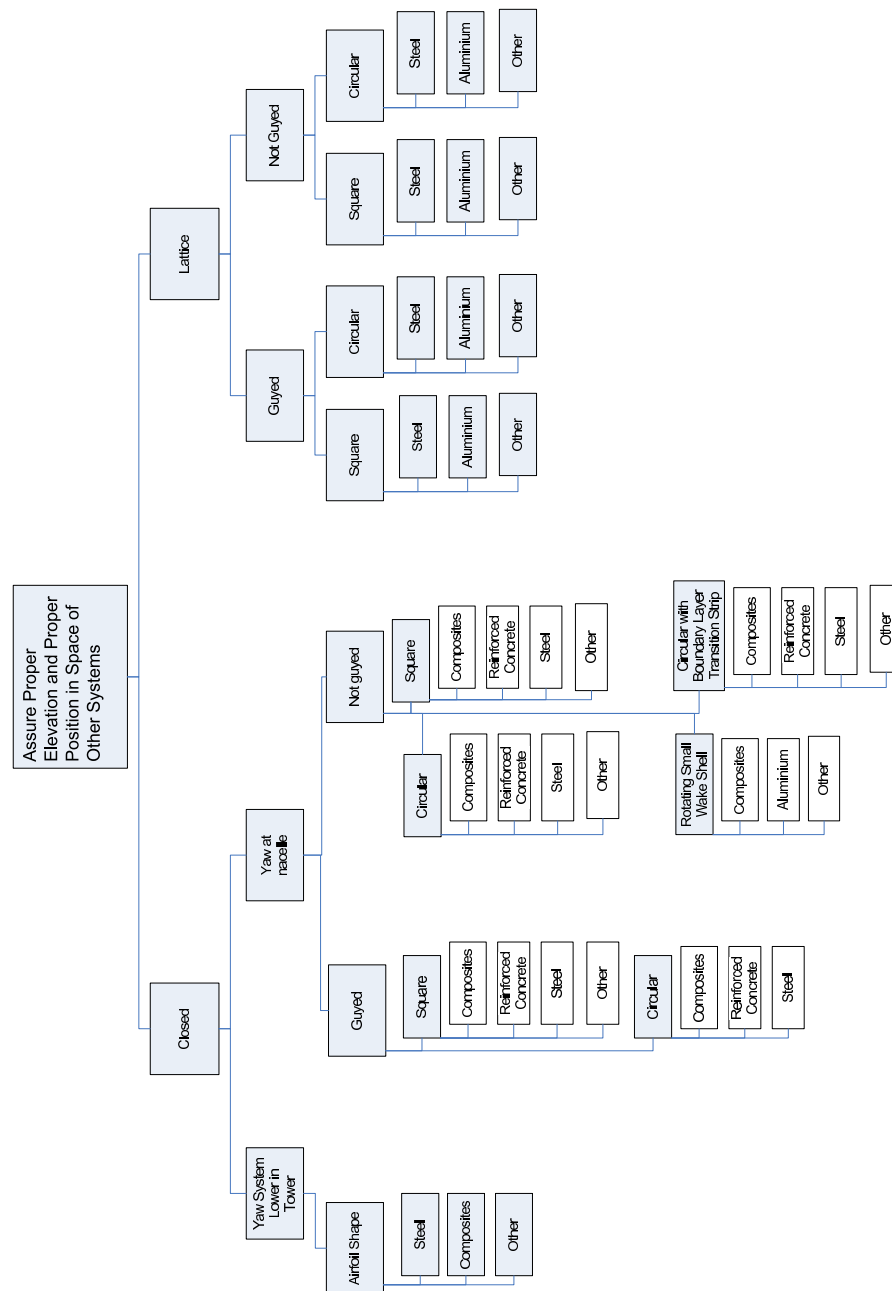 Assure Proper
Elevation and Proper
Position in Space of
Other Systems
Closed
Lattice
Yaw System
Lower in
Tower
Yaw at
nacelle
Guyed
Not Guyed
Airfoil Shape
Steel
Composites
Other
Guyed
Square
Composites
Reinforced
Concrete
Steel
Other
Circular
Composites
Reinforced
Concrete
Steel
Not guyed
Circular
Composites
Reinforced
Concrete
Steel
Other
Square
Composites
Reinforced
Concrete
Steel
Other
Rotating Small
Wake Shell
Composites
Aluminium
Other
Circular with
Boundary Layer
Transition Strip
Composites
Reinforced
Concrete
Steel
Other
Square
Steel
Aluminium
Other
Circular
Steel
Aluminium
Other
Square
Steel
Aluminium
Other
Circular
Steel
Aluminium
Other